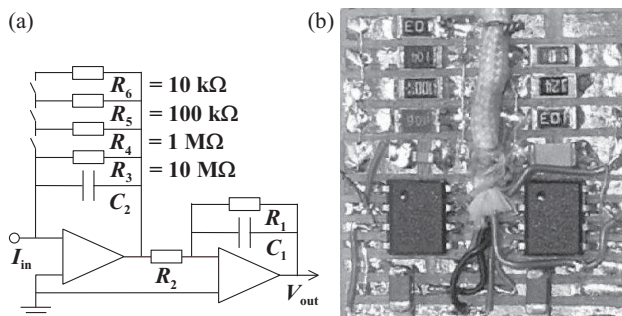 (a)
(b)
R6 = 10 kΩ
R5 = 100 kΩ
R4 = 1 MΩ
R3 = 10 MΩ
C2
R1
C1
Iin
R2
Vout